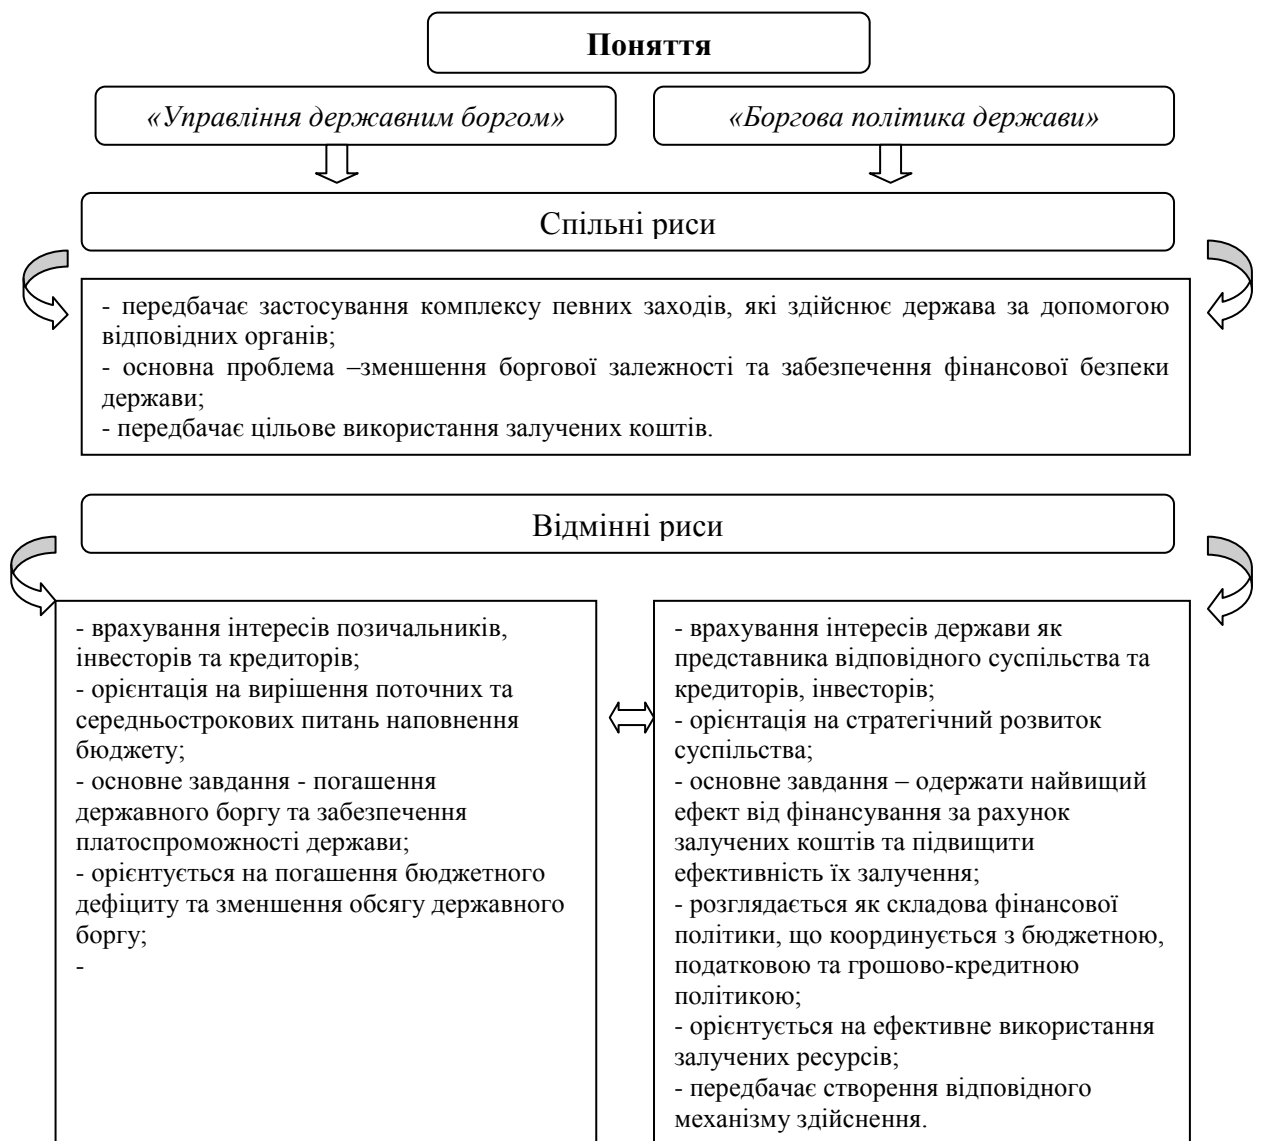 Поняття
«Управління державним боргом»
«Боргова політика держави»
Спільні риси
- передбачає застосування комплексу певних заходів, які здійснює держава за допомогою
відповідних органів;
- основна проблема –зменшення боргової залежності та забезпечення фінансової безпеки
держави;
- передбачає цільове використання залучених коштів.
Відмінні риси
- врахування інтересів позичальників,
інвесторів та кредиторів;
- орієнтація на вирішення поточних та
середньострокових питань наповнення
бюджету;
- основне завдання - погашення
державного боргу та забезпечення
платоспроможності держави;
- орієнтується на погашення бюджетного
дефіциту та зменшення обсягу державного
боргу;
-
- врахування інтересів держави як
представника відповідного суспільства та
кредиторів, інвесторів;
- орієнтація на стратегічний розвиток
суспільства;
- основне завдання – одержати найвищий
ефект від фінансування за рахунок
залучених коштів та підвищити
ефективність їх залучення;
- розглядається як складова фінансової
політики, що координується з бюджетною,
податковою та грошово-кредитною
політикою;
- орієнтується на ефективне використання
залучених ресурсів;
- передбачає створення відповідного
механізму здійснення.